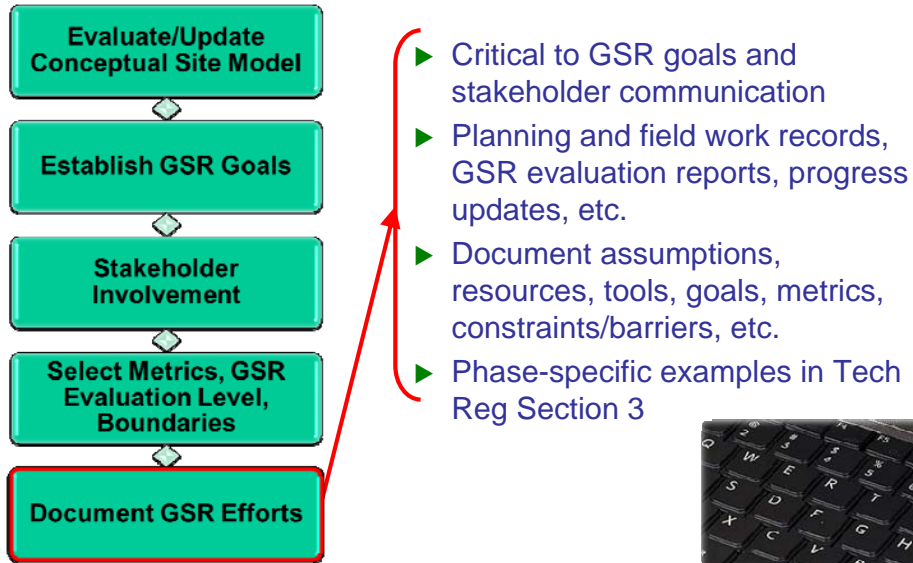 Evaluate/Update
Conceptual Site Model
Establish GSR Goals
Stakeholder
Involvement
Select Metrics, GSR
Evaluation Level,
Boundaries
Document GSR Efforts
Critical to GSR goals and
stakeholder communication
Planning and field work records,
GSR evaluation reports, progress
updates, etc.
Document assumptions,
resources, tools, goals, metrics,
constraints/barriers, etc.
Phase-specific examples in Tech
Reg Section 3
Q W E R T
S D F G H
X C V